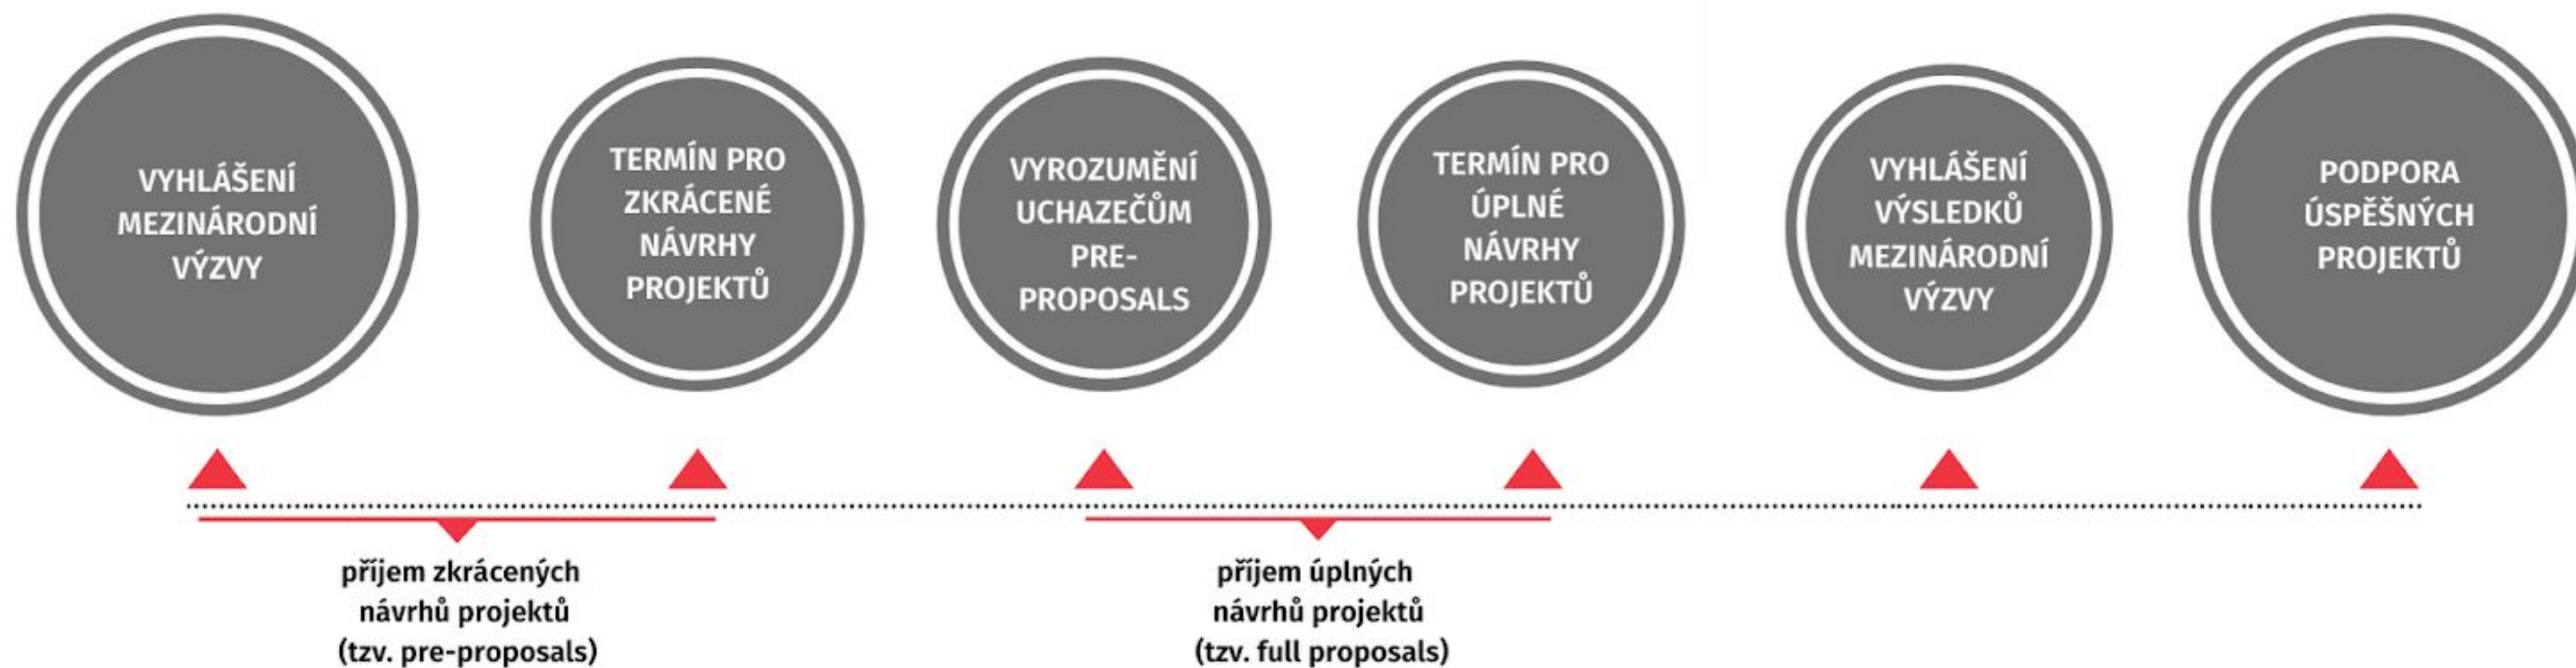 VYHLÁŠENÍ
MEZINÁRODNÍ
VÝZVY
TERMÍN PRO
ZKRÁCENÉ
NÁVRHY
PROJEKTŮ
VYROZUMĚNÍ
UCHAZEČŮM
PRE-
PROPOSALS
TERMÍN PRO
ÚPLNÉ
NÁVRHY
PROJEKTŮ
VYHLÁŠENÍ
VÝSLEDKŮ
MEZINÁRODNÍ
VÝZVY
PODPORA
ÚSPĚŠNÝCH
PROJEKTŮ
příjem zkrácených
návrhů projektů
(tzv. pre-proposals)
příjem úplných
návrhů projektů
(tzv. full proposals)